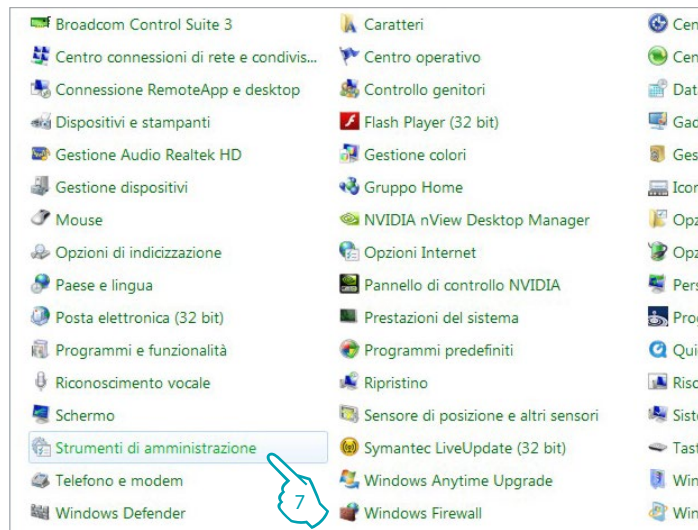 Broadcom Control Suite 3
Centro connessioni di rete e condivis...
Connessione RemoteApp e desktop
Dispositivi e stampanti
Gestione Audio Realtek HD
Gestione dispositivi
Mouse
Opzioni di indicizzazione
Paese e lingua
Posta elettronica (32 bit)
Programmi e funzionalità
Riconoscimento vocale
Schermo
Strumenti di amministrazione
Telefono e modem
Windows Defender
7
Caratteri
Centro operativo
Controllo genitori
Flash Player (32 bit)
Gestione colori
Gruppo Home
NVIDIA nView Desktop Manager
Opzioni Internet
Pannello di controllo NVIDIA
Prestazioni del sistema
Programmi predefiniti
Ripristino
Sensore di posizione e altri sensori
Symantec LiveUpdate (32 bit)
Windows Anytime Upgrade
Windows Firewall